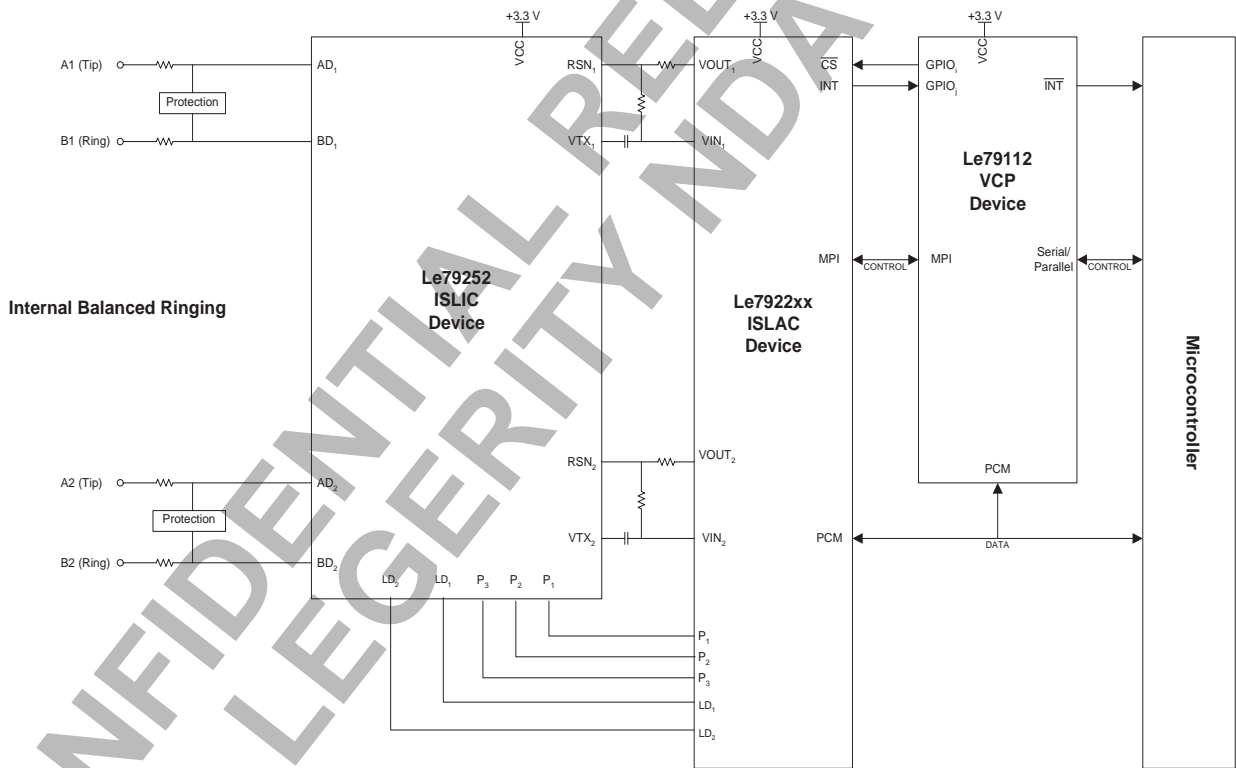 +3.3 V
+3.3 V
+3.3 V
VCC
VCC
VCC
A1 (Tip)
AD1
RSN1
VOUT1
CS
GPIOi
INT
GPIOj
INT
Protection
B1 (Ring)
BD1
VTX1
VIN1
Le79112
VCP
Device
MPI
CONTROL
MPI
Serial/
Parallel
CONTROL
Le79252
ISLIC
Device
Le7922xx
ISLAC
Device
Internal Balanced Ringing
Microcontroller
A2 (Tip)
AD2
RSN2
VOUT2
PCM
Protection
B2 (Ring)
BD2
VTX2
VIN2
PCM
DATA
LD2
LD1
P3
P2
P1
P1
P2
P3
LD1
LD2
NFIDENTIAL REL
LEGERITY NDA